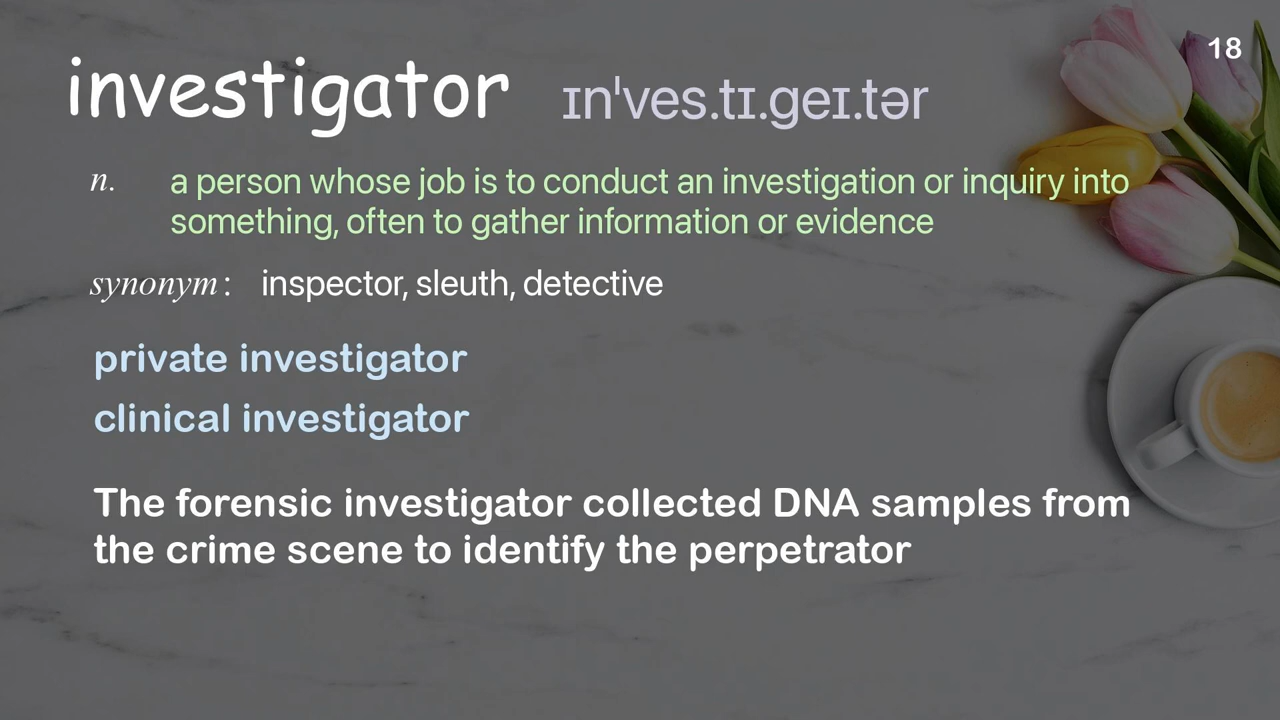 18
investigator ɪnˈves.tɪ.geɪ.tər
n. a person whose job is to conduct an investigation or inquiry into
something, often to gather information or evidence
synonym: inspector, sleuth, detective
private investigator
clinical investigator
The forensic investigator collected DNA samples from
the crime scene to identify the perpetrator